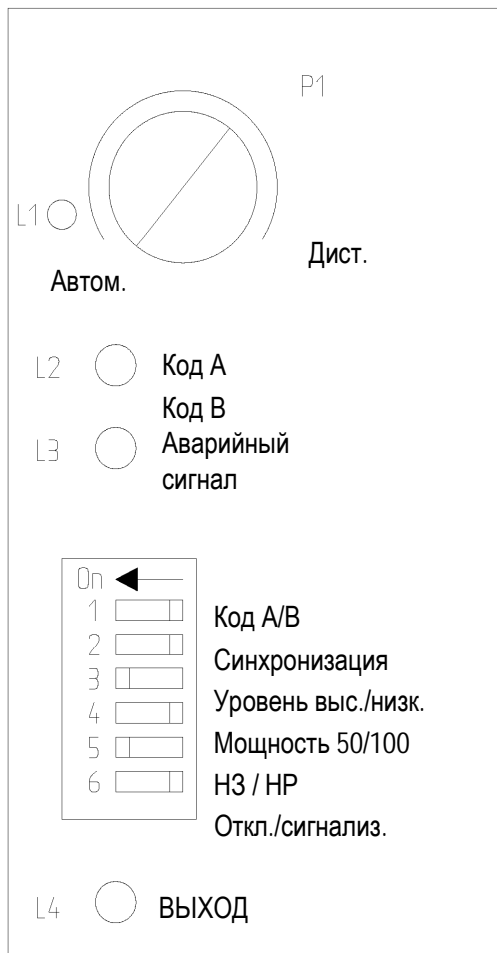 P1
L1
Дист.
Автом.
L2 Код А
Код В
L3 Аварийный
сигнал
On
1 Код А/В
2 Синхронизация
3 Уровень выс./низк.
4 Мощность 50/100
5 НЗ / НР
6 Откл./сигнализ.
L4 ВЫХОД